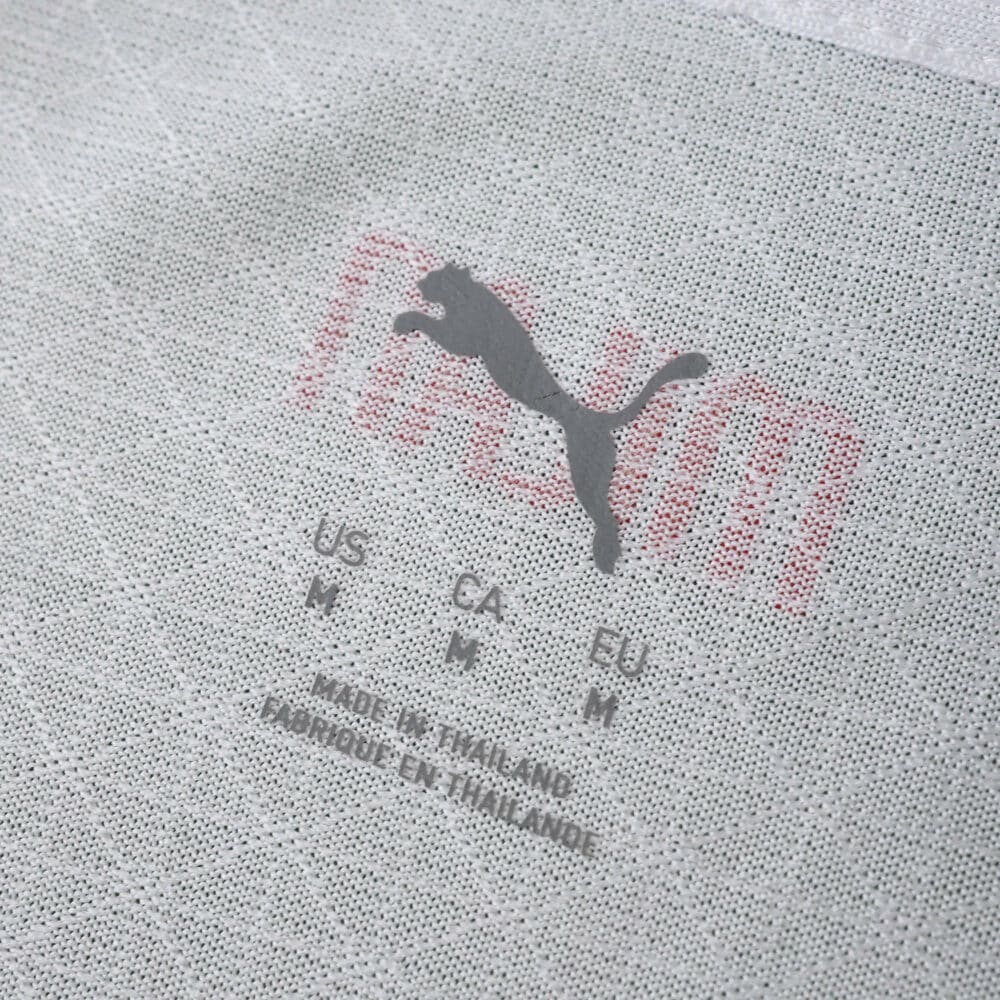 US CA EU
M M M
MADE IN THAILAND
FABRIQUE EN THAILANDE